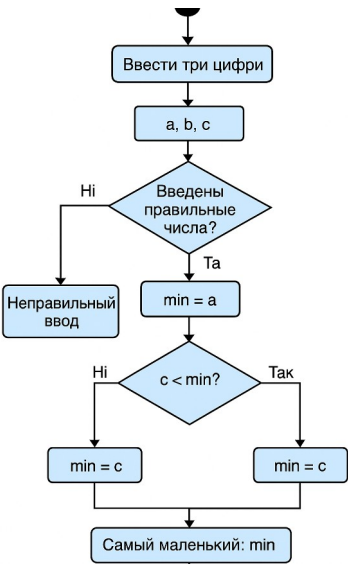 Ввести три цифри
a, b, c
Введены
правильные
числа?
Ні
Та
Неправильный
ввод
min = a
c < min?
Ні
Так
min = c
min = c
Самый маленький: min